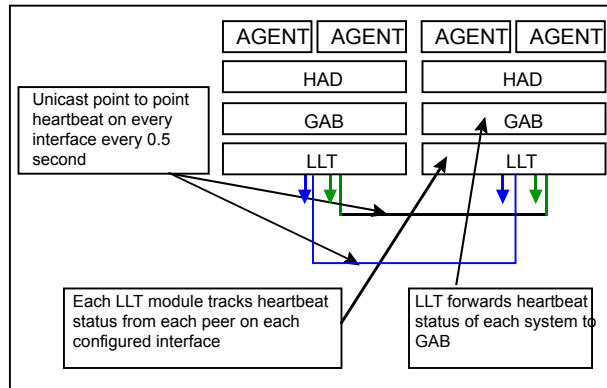 AGENT AGENT AGENT AGENT
HAD HAD
Unicast point to point
heartbeat on every
interface every 0.5
second
GAB GAB
LLT LLT
Each LLT module tracks heartbeat
status from each peer on each
configured interface
LLT forwards heartbeat
status of each system to
GAB